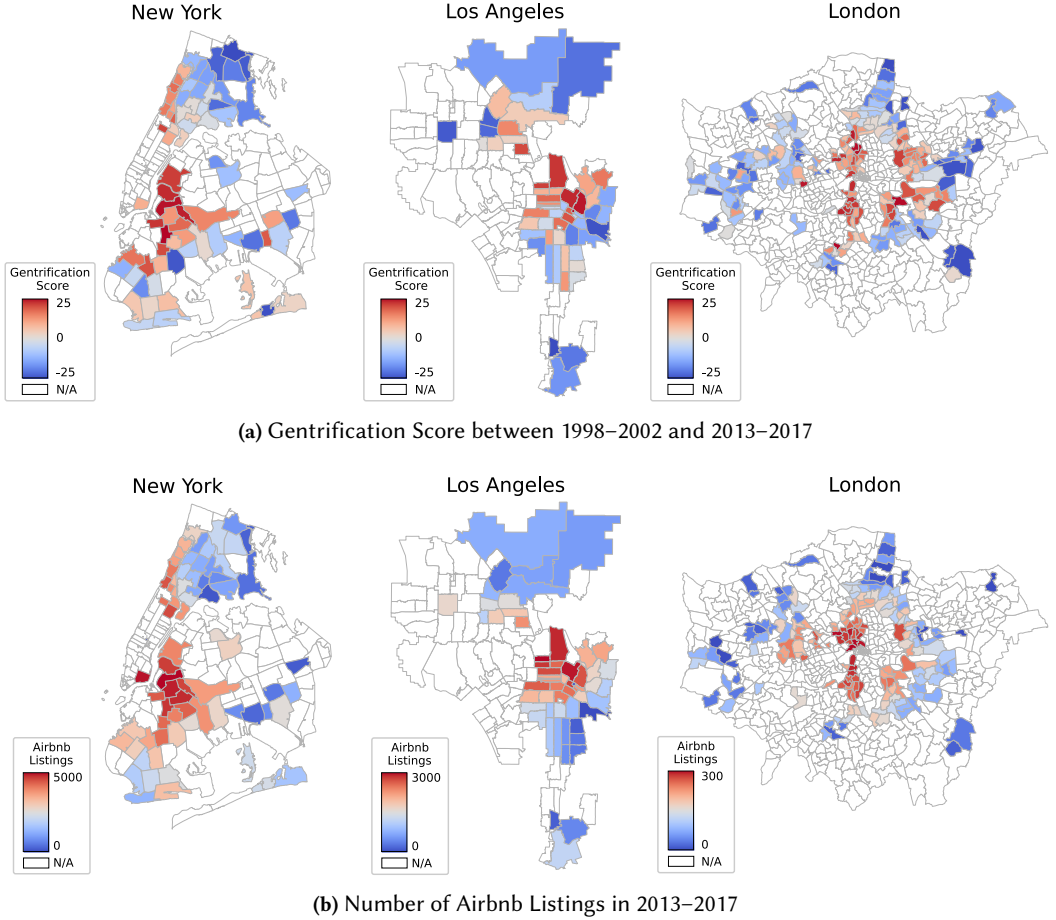 New York
Los Angeles
London
Gentrification
Score
25
0
-25
N/A
Gentrification
Score
25
0
-25
N/A
Gentrification
Score
25
0
-25
N/A
(a) Gentrification Score between 1998–2002 and 2013–2017
New York
Los Angeles
London
Airbnb
Listings
5000
0
N/A
Airbnb
Listings
3000
0
N/A
Airbnb
Listings
300
0
N/A
(b) Number of Airbnb Listings in 2013–2017